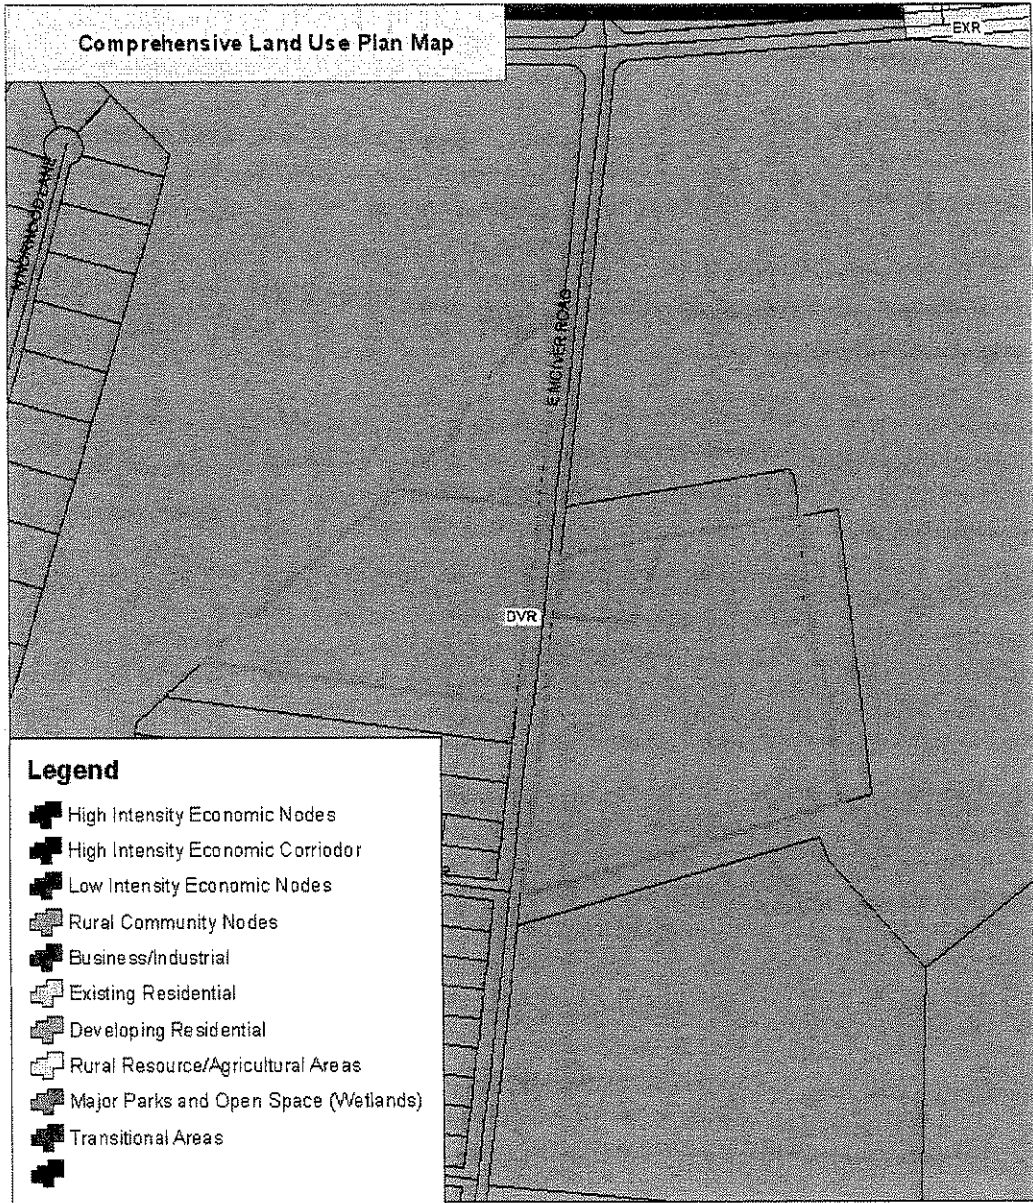 Comprehensive Land Use Plan Map
EXR
E MCIVER ROAD
DVR
Legend
High Intensity Economic Nodes
High Intensity Economic Corriodor
Low Intensity Economic Nodes
Rural Community Nodes
Business/Industrial
Existing Residential
Developing Residential
Rural Resource/Agricultural Areas
Major Parks and Open Space (Wetlands)
Transitional Areas